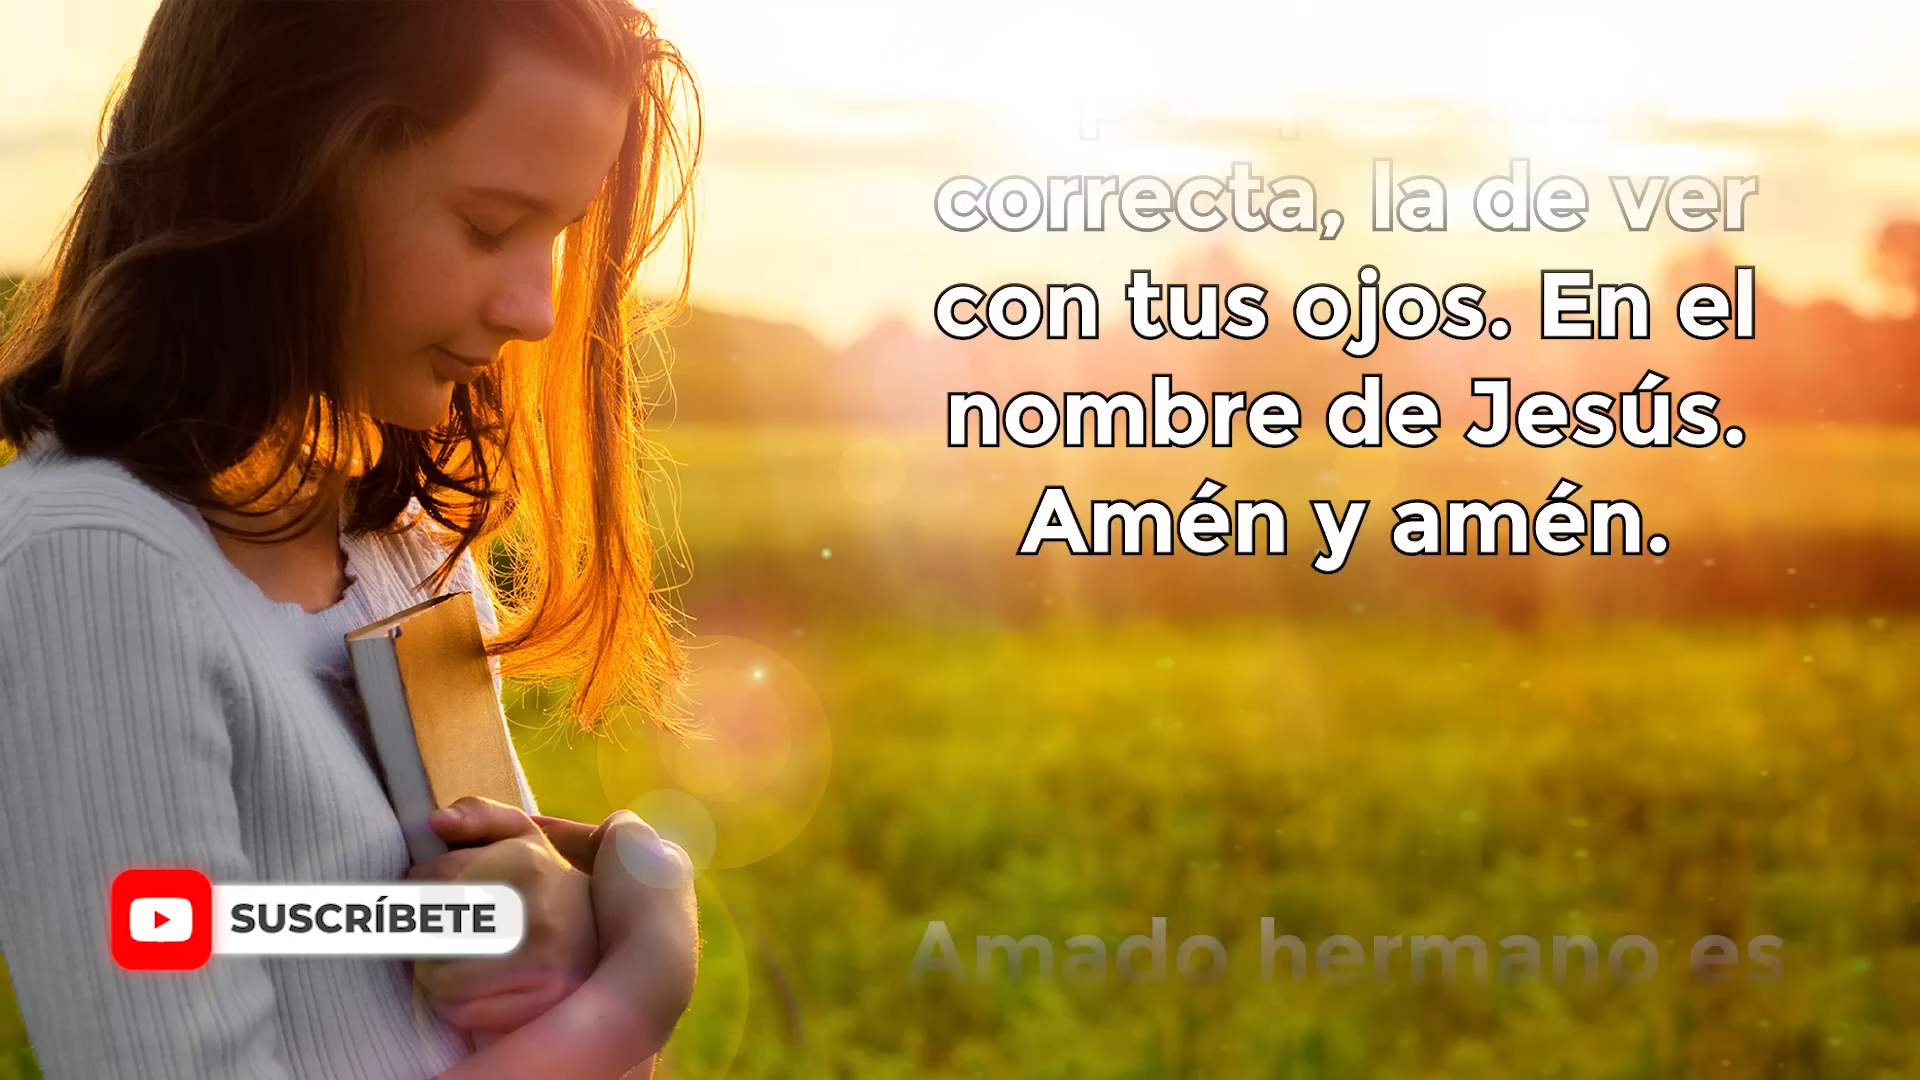 correcta, la de ver
con tus ojos. En el
nombre de Jesús.
Amén y amén.
SUSCRÍBETE
Amado hermano es